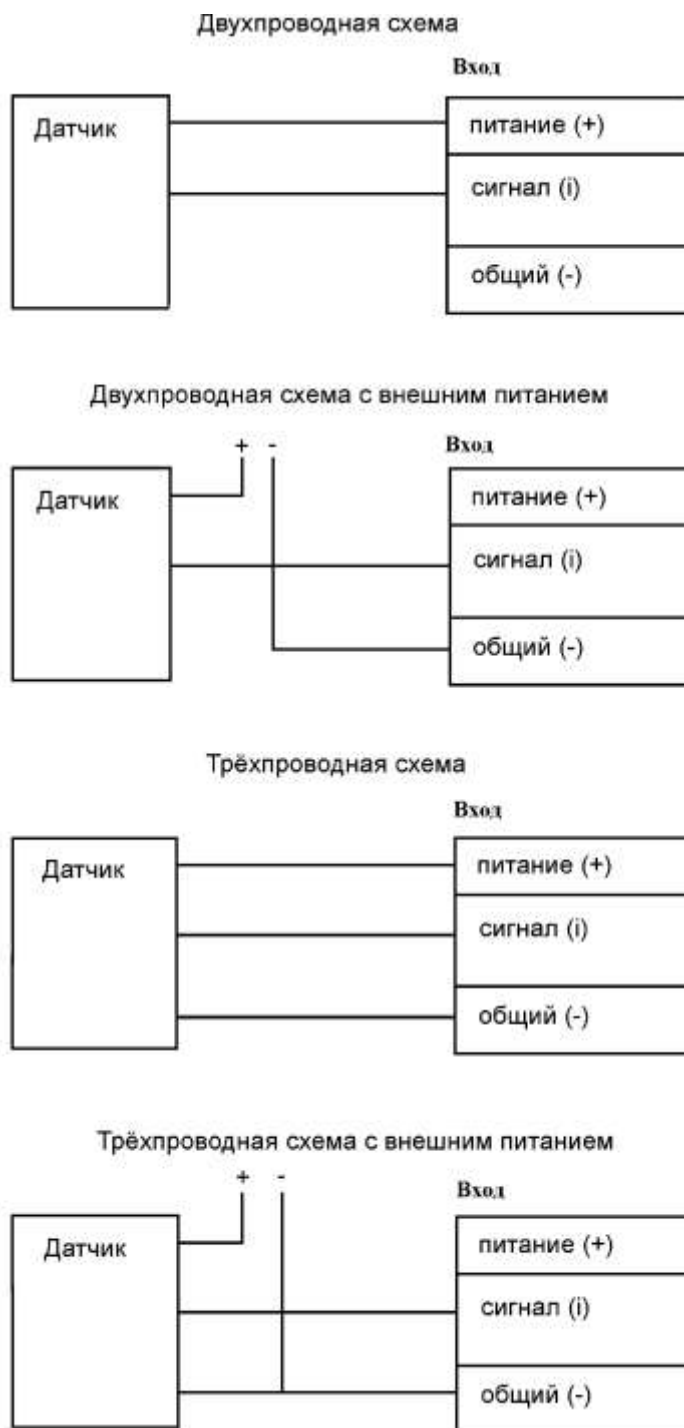 Двухпроводная схема
Вход
Датчик
питание (+)
сигнал (i)
общий (-)
Двухпроводная схема с внешним питанием
+ -
Вход
Датчик
питание (+)
сигнал (i)
общий (-)
Трёхпроводная схема
Вход
Датчик
питание (+)
сигнал (i)
общий (-)
Трёхпроводная схема с внешним питанием
+ -
Вход
Датчик
питание (+)
сигнал (i)
общий (-)